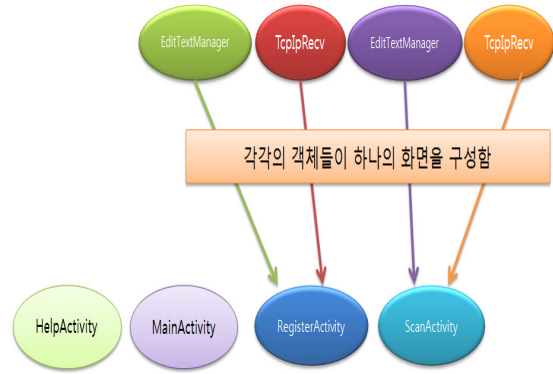 EditTextManager
TcpIpRecv
EditTextManager
TcpIpRecv
각각의 객체들이 하나의 화면을 구성함
HelpActivity
MainActivity
RegisterActivity
ScanActivity